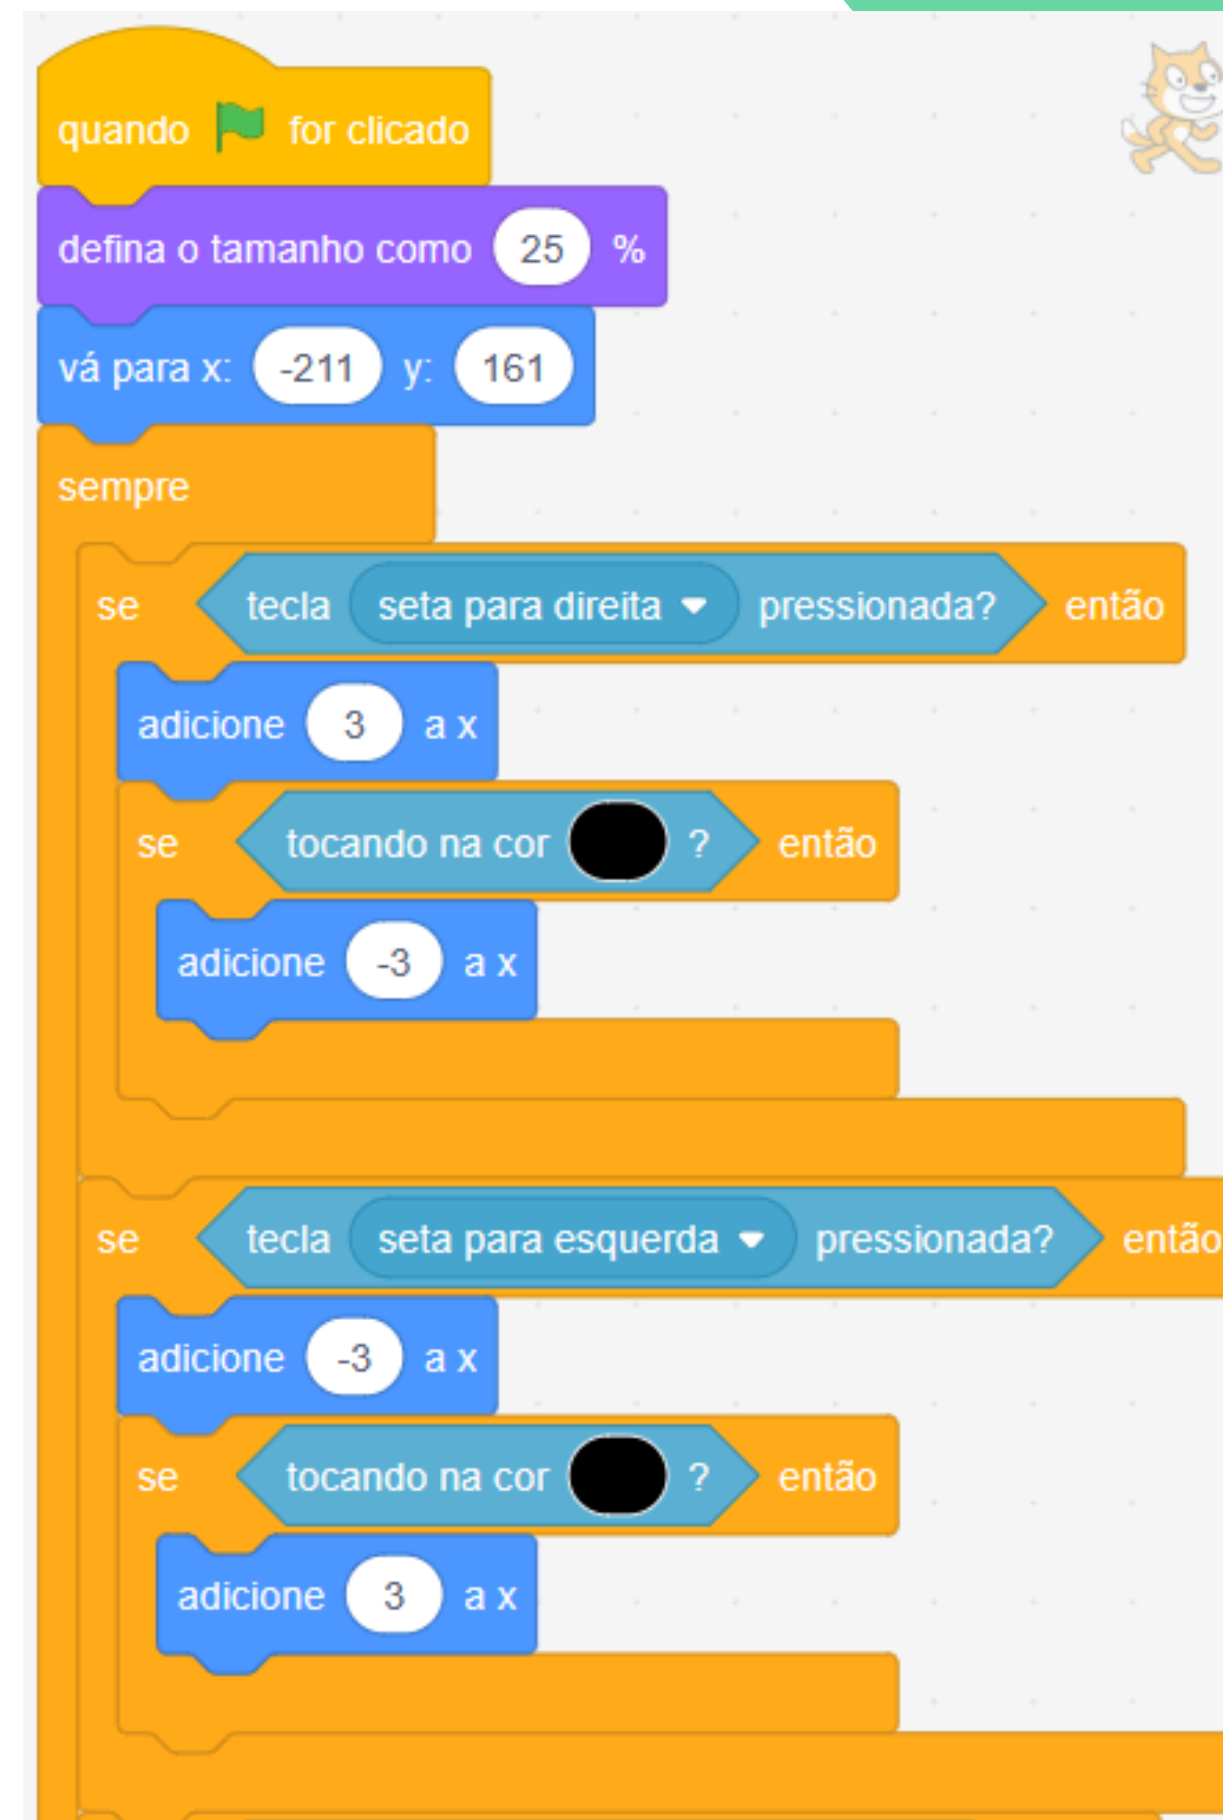 quando for clicado
defina o tamanho como 25 %
vá para x: -211 y: 161
sempre
se tecla seta para direita pressionada? então
adicione 3 a x
se tocando na cor ? então
adicione -3 a x
se tecla seta para esquerda pressionada? então
adicione -3 a x
se tocando na cor ? então
adicione 3 a x